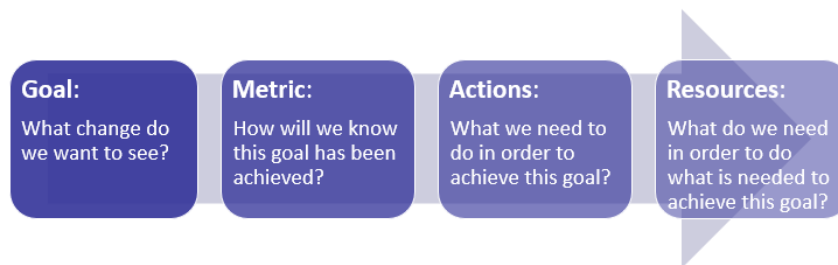 Goal:
What change do
we want to see?
Metric:
How will we know
this goal has been
achieved?
Actions:
What we need to
do in order to
achieve this goal?
Resources:
What do we need
in order to do
what is needed to
achieve this goal?